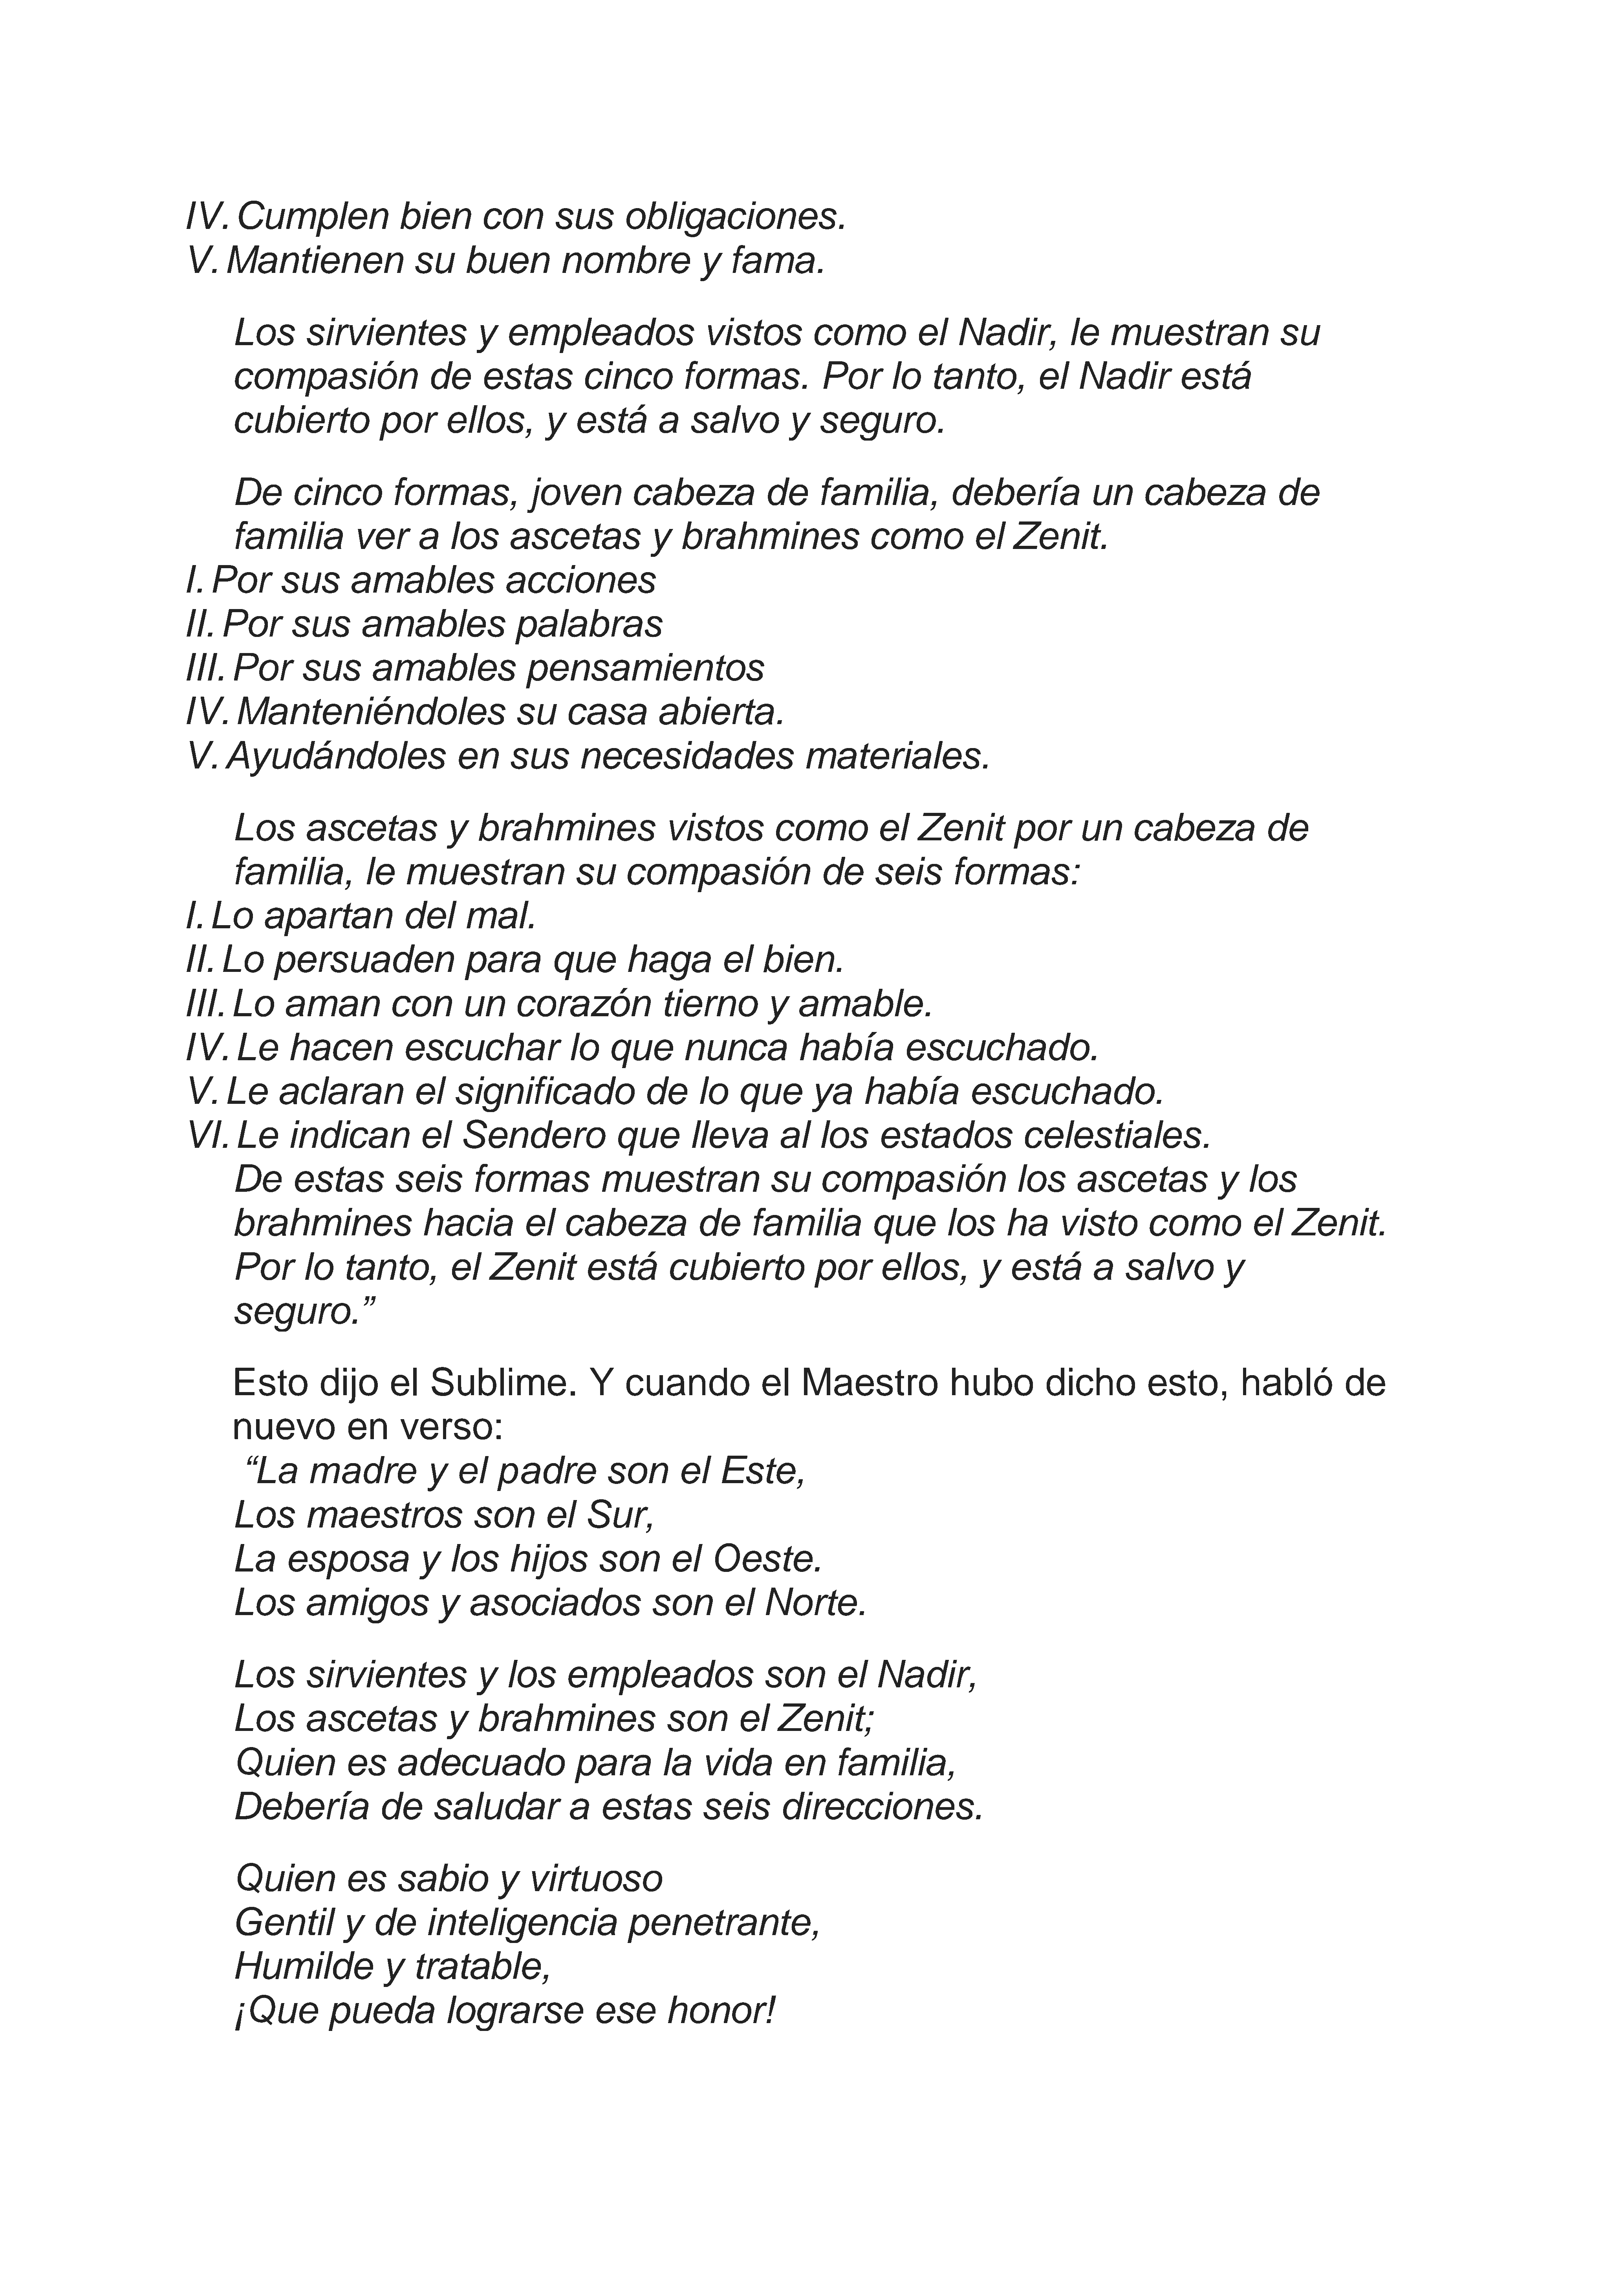 IV. Cumplen bien con sus obligaciones.
V. Mantienen su buen nombre y fama.
Los sirvientes y empleados vistos como el Nadir, le muestran su
compasión de estas cinco formas. Por lo tanto, el Nadir está
cubierto por ellos, y está a salvo y seguro.
De cinco formas, joven cabeza de familia, debería un cabeza de
familia ver a los ascetas y brahmines como el Zenit.
I. Por sus amables acciones
II. Por sus amables palabras
III. Por sus amables pensamientos
IV. Manteniéndoles su casa abierta.
V. Ayudándoles en sus necesidades materiales.
Los ascetas y brahmines vistos como el Zenit por un cabeza de
familia, le muestran su compasión de seis formas:
I. Lo apartan del mal.
II. Lo persuaden para que haga el bien.
III. Lo aman con un corazón tierno y amable.
IV. Le hacen escuchar lo que nunca había escuchado.
V. Le aclaran el significado de lo que ya había escuchado.
VI. Le indican el Sendero que lleva al los estados celestiales.
De estas seis formas muestran su compasión los ascetas y los
brahmines hacia el cabeza de familia que los ha visto como el Zenit.
Por lo tanto, el Zenit está cubierto por ellos, y está a salvo y
seguro.”
Esto dijo el Sublime. Y cuando el Maestro hubo dicho esto, habló de
nuevo en verso:
“La madre y el padre son el Este,
Los maestros son el Sur,
La esposa y los hijos son el Oeste.
Los amigos y asociados son el Norte.
Los sirvientes y los empleados son el Nadir,
Los ascetas y brahmines son el Zenit;
Quien es adecuado para la vida en familia,
Debería de saludar a estas seis direcciones.
Quien es sabio y virtuoso
Gentil y de inteligencia penetrante,
Humilde y tratable,
¡Que pueda lograrse ese honor!